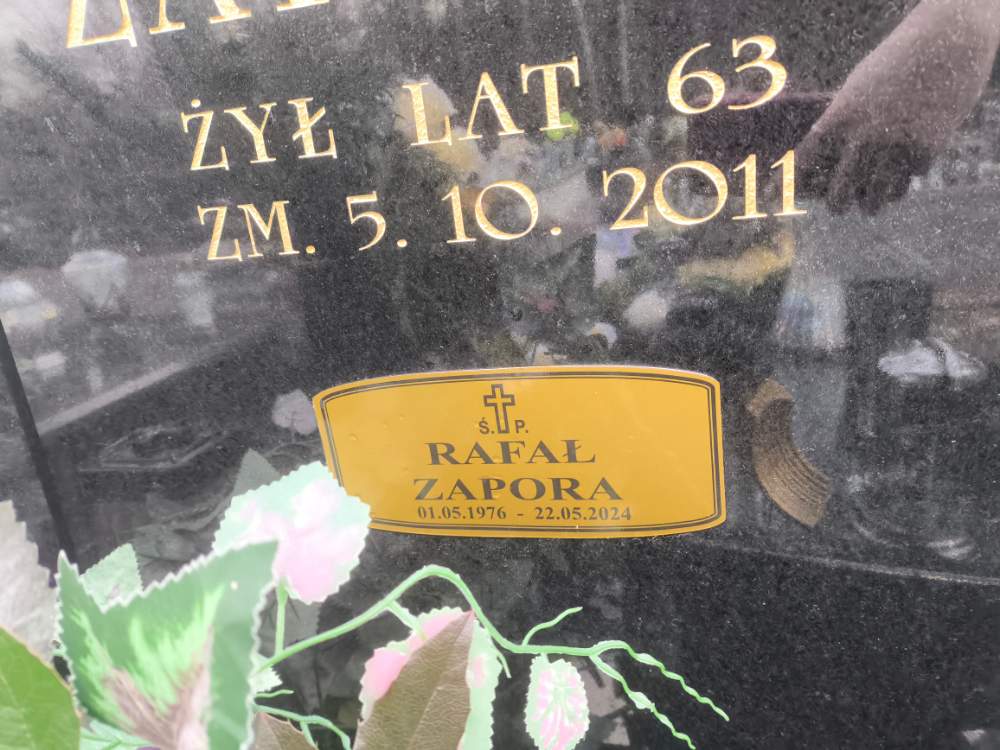 ŻYŁ LAT 63
ZM. 5. 10. 2011
Ś. P.
RAFAŁ
ZAPORA
01.05.1976 - 22.05.2024